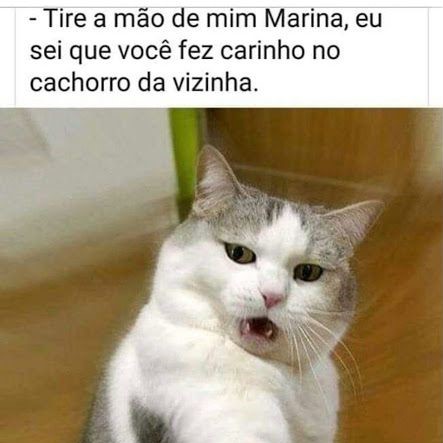 - Tire a mão de mim Marina, eu
sei que você fez carinho no
cachorro da vizinha.